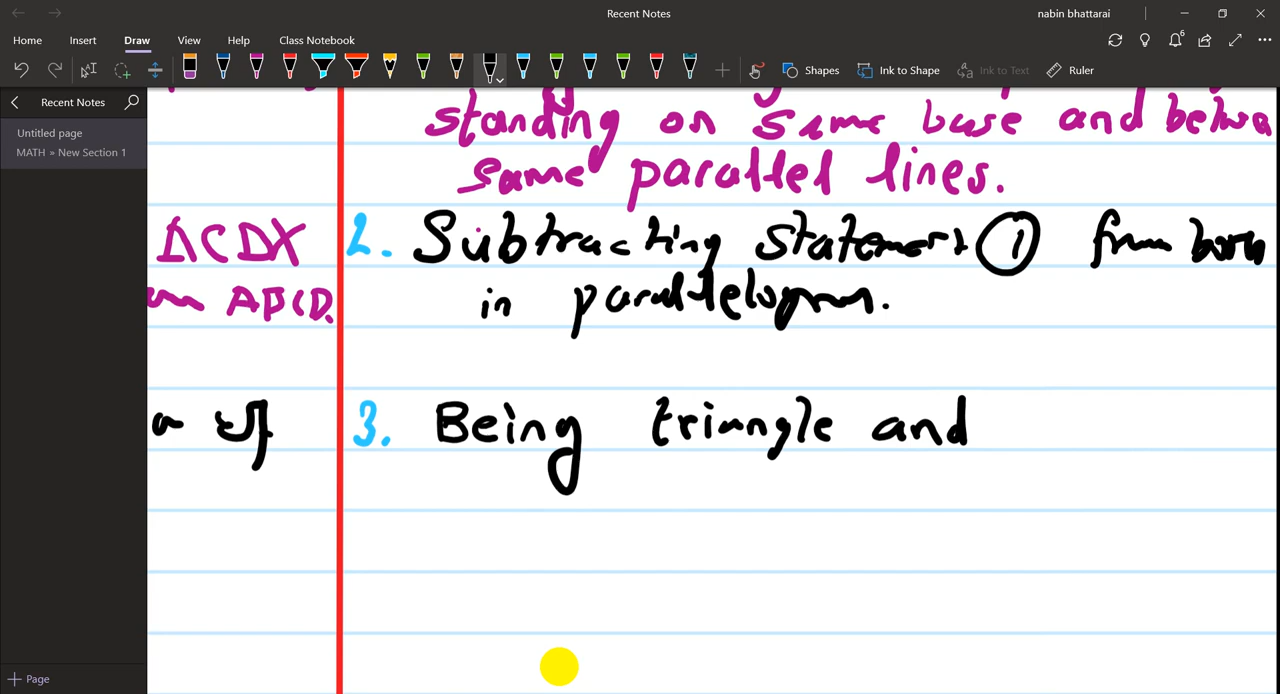 Recent Notes
nabin bhattarai
Home Insert Draw View Help Class Notebook
6
Shapes Ink to Shape Ink to Text Ruler
Recent Notes
Untitled page
MATH » New Section 1
Page
standing on same base and
same parallel lines.
ΔCDX
ABCD.
2. Subtracting statement ① from both
in parallelogram.
3. Being triangle and